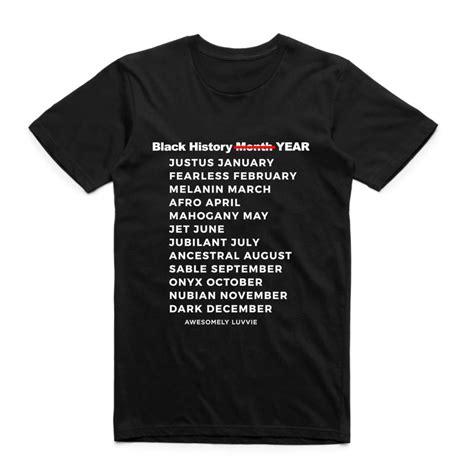 Black History Month YEAR
JUSTUS JANUARY
FEARLESS FEBRUARY
MELANIN MARCH
AFRO APRIL
MAHOGANY MAY
JET JUNE
JUBILANT JULY
ANCESTRAL AUGUST
SABLE SEPTEMBER
ONYX OCTOBER
NUBIAN NOVEMBER
DARK DECEMBER
AWESOMELY LUVVIE